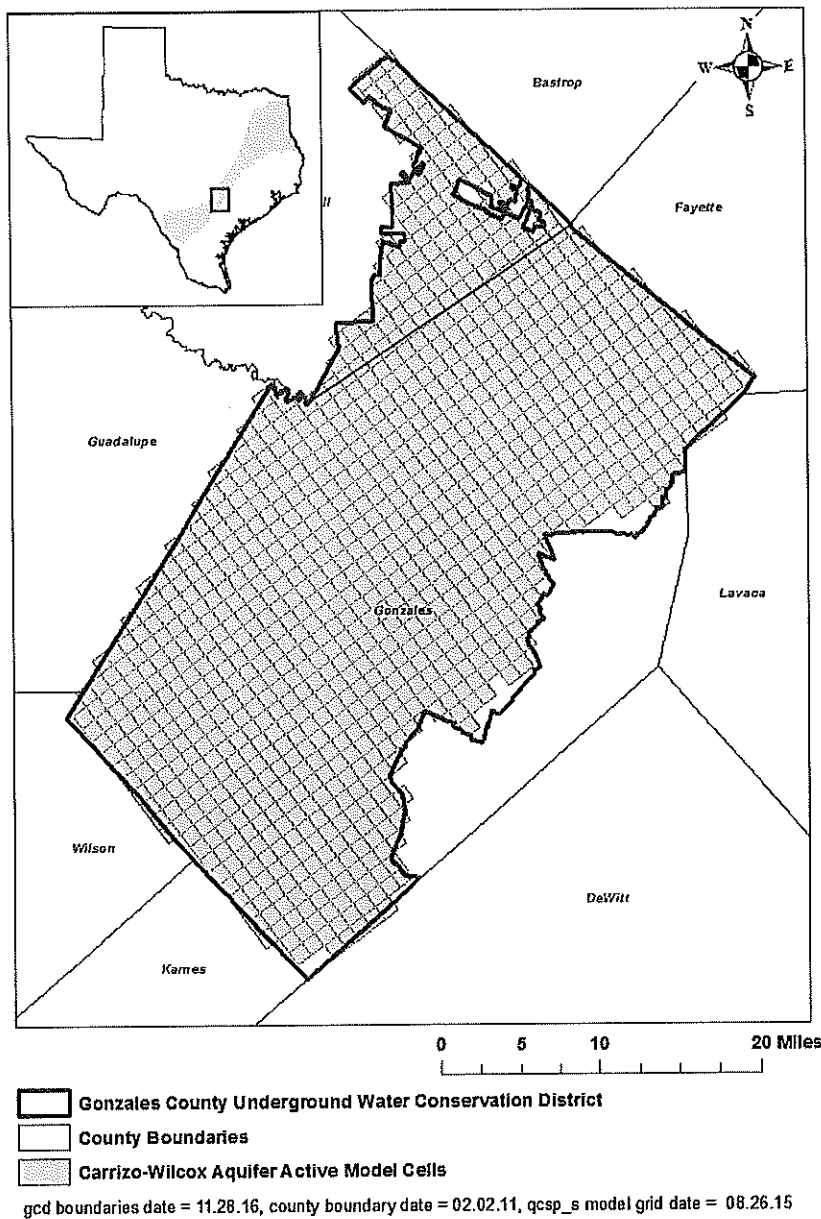 N
W E
S
Bastrop
ll
Fayette
Guadalupe
Gonzales
Lavaca
Wilson
DeWitt
Karnes
0 5 10 20 Miles
Gonzales County Underground Water Conservation District
County Boundaries
Carrizo-Wilcox Aquifer Active Model Cells
gcd boundaries date = 11.28.16, county boundary date = 02.02.11, qcsp_s model grid date = 08.26.15